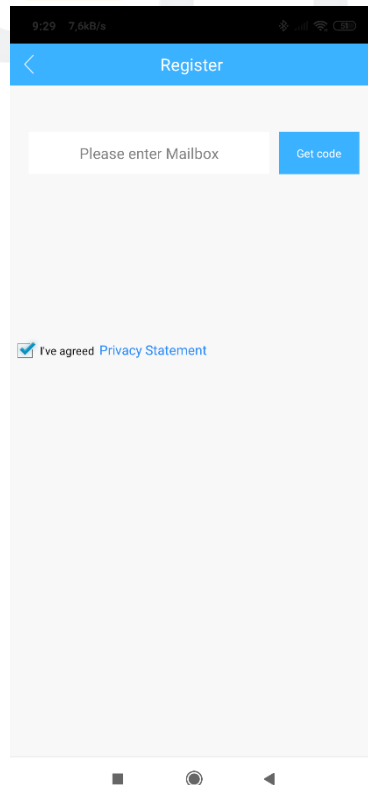 9:29 7,6kB/s
Register
Please enter Mailbox
Get code
I've agreed Privacy Statement